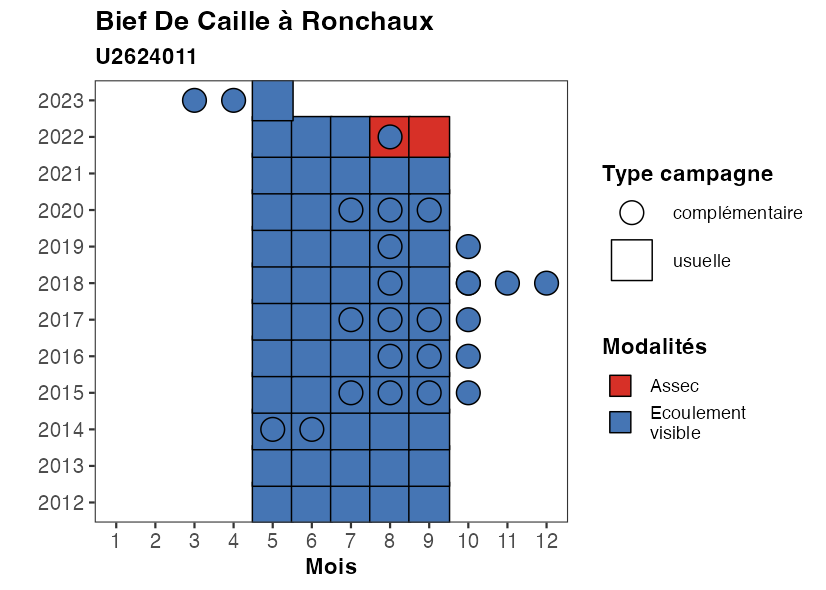 Bief De Caille à Ronchaux
U2624011
2023
2022
2021
2020
2019
2018
2017
2016
2015
2014
2013
2012
1 2 3 4 5 6 7 8 9 10 11 12
Mois
Type campagne
complémentaire
usuelle
Modalités
Assec
Ecoulement
visible